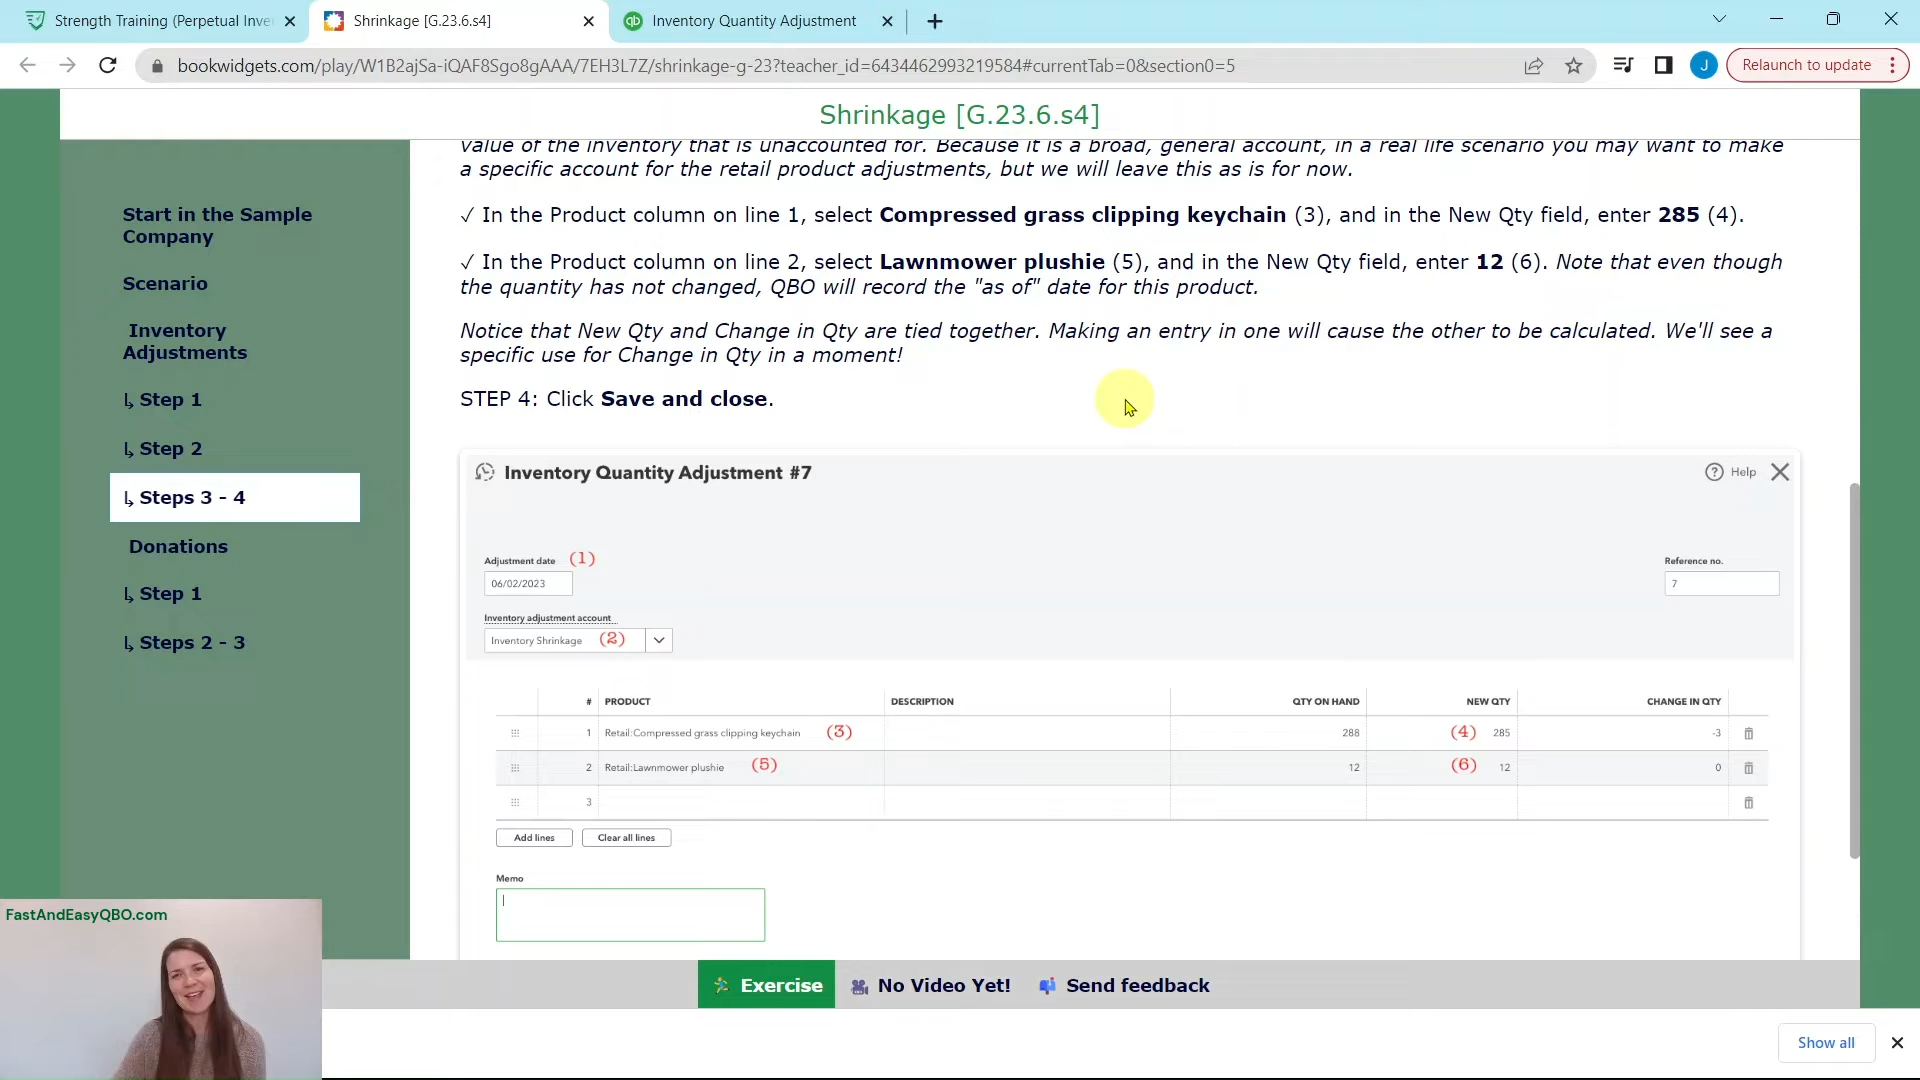 Strength Training (Perpetual Inve
Shrinkage [G.23.6.s4]
qb Inventory Quantity Adjustment
bookwidgets.com/play/W1B2ajSa-iQAF8Sgo8gAAA/7EH3L7Z/shrinkage-g-23?teacher_id=6434462993219584#currentTab=0&section0=5
J
Relaunch to update
Shrinkage [G.23.6.s4]
Start in the Sample
Company
Scenario
Inventory
Adjustments
↳ Step 1
↳ Step 2
↳ Steps 3 - 4
Donations
↳ Step 1
↳ Steps 2 - 3
value of the inventory that is unaccounted for. Because it is a broad, general account, in a real life scenario you may want to make
a specific account for the retail product adjustments, but we will leave this as is for now.
✓ In the Product column on line 1, select Compressed grass clipping keychain (3), and in the New Qty field, enter 285 (4).
✓ In the Product column on line 2, select Lawnmower plushie (5), and in the New Qty field, enter 12 (6). Note that even though
the quantity has not changed, QBO will record the "as of" date for this product.
Notice that New Qty and Change in Qty are tied together. Making an entry in one will cause the other to be calculated. We'll see a
specific use for Change in Qty in a moment!
STEP 4: Click Save and close.
Inventory Quantity Adjustment #7
Help
Adjustment date (1)
06/02/2023
Reference no.
7
Inventory adjustment account
Inventory Shrinkage (2)
# PRODUCT DESCRIPTION QTY ON HAND NEW QTY CHANGE IN QTY
1 Retail:Compressed grass clipping keychain (3) 288 (4) 285 -3
2 Retail:Lawnmower plushie (5) 12 (6) 12 0
3
Add lines Clear all lines
Memo
FastAndEasyQBO.com
Exercise No Video Yet! Send feedback
Show all